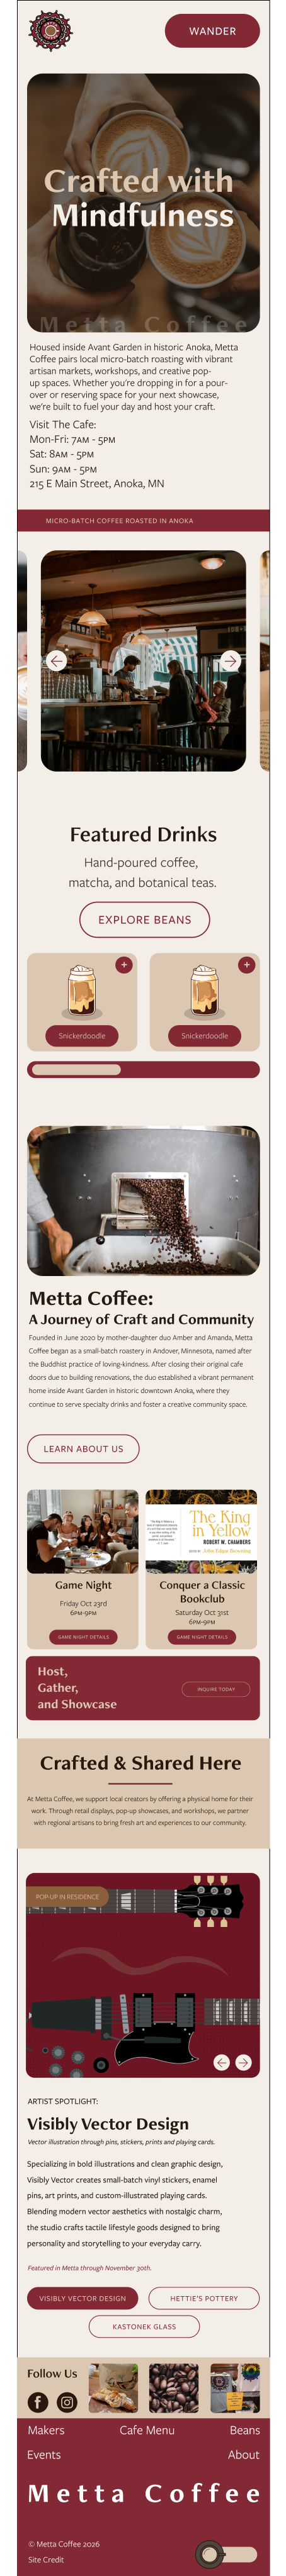 WANDER
Crafted with
Mindfulness
Metta Coffee
Housed inside Avant Garden in historic Anoka, Metta
Coffee pairs local micro-batch roasting with vibrant
artisan markets, workshops, and creative pop-
up spaces. Whether you're dropping in for a pour-
over or reserving space for your next showcase,
we're built to fuel your day and host your craft.
Visit The Cafe:
Mon-Fri: 7AM - 5PM
Sat: 8AM - 5PM
Sun: 9AM - 5PM
215 E Main Street, Anoka, MN
MICRO-BATCH COFFEE ROASTED IN ANOKA
Featured Drinks
Hand-poured coffee,
matcha, and botanical teas.
EXPLORE BEANS
+
+
Snickerdoodle
Snickerdoodle
Metta Coffee:
A Journey of Craft and Community
Founded in June 2020 by mother-daughter duo Amber and Amanda, Metta
Coffee began as a small-batch roastery in Andover, Minnesota, named after
the Buddhist practice of loving-kindness. After closing their original cafe
doors due to building renovations, the duo established a vibrant permanent
home inside Avant Garden in historic downtown Anoka, where they
continue to serve specialty drinks and foster a creative community space.
LEARN ABOUT US
Game Night
Friday Oct 23rd
6PM-9PM
GAME NIGHT DETAILS
The King
in Yellow
ROBERT W. CHAMBERS
Conquer a Classic
Bookclub
Saturday Oct 31st
6PM-9PM
GAME NIGHT DETAILS
Host,
Gather,
and Showcase
INQUIRE TODAY
Crafted & Shared Here
At Metta Coffee, we support local creators by offering a physical home for their
work. Through retail displays, pop-up showcases, and workshops, we partner
with regional artisans to bring fresh art and experiences to our community.
POP-UP IN RESIDENCE
ARTIST SPOTLIGHT:
Visibly Vector Design
Vector illustration through pins, stickers, prints and playing cards.
Specializing in bold illustrations and clean graphic design,
Visibly Vector creates small-batch vinyl stickers, enamel
pins, art prints, and custom-illustrated playing cards.
Blending modern vector aesthetics with nostalgic charm,
the studio crafts tactile lifestyle goods designed to bring
personality and storytelling to your everyday carry.
Featured in Metta through November 30th.
VISIBLY VECTOR DESIGN
HETTIE'S POTTERY
KASTONEK GLASS
Follow Us
Makers
Cafe Menu
Beans
Events
About
Metta Coffee
© Metta Coffee 2026
Site Credit